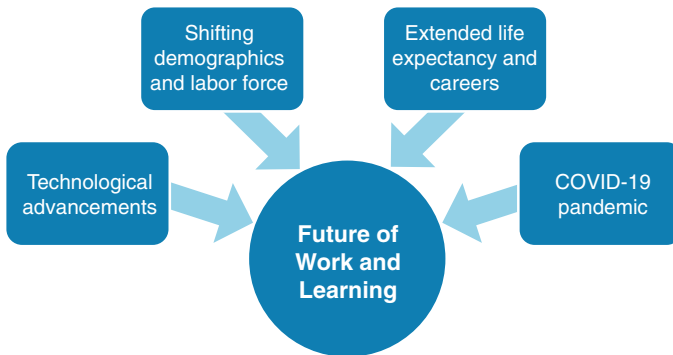 Shifting
demographics
and labor force
Extended life
expectancy and
careers
Technological
advancements
COVID-19
pandemic
Future of
Work and
Learning